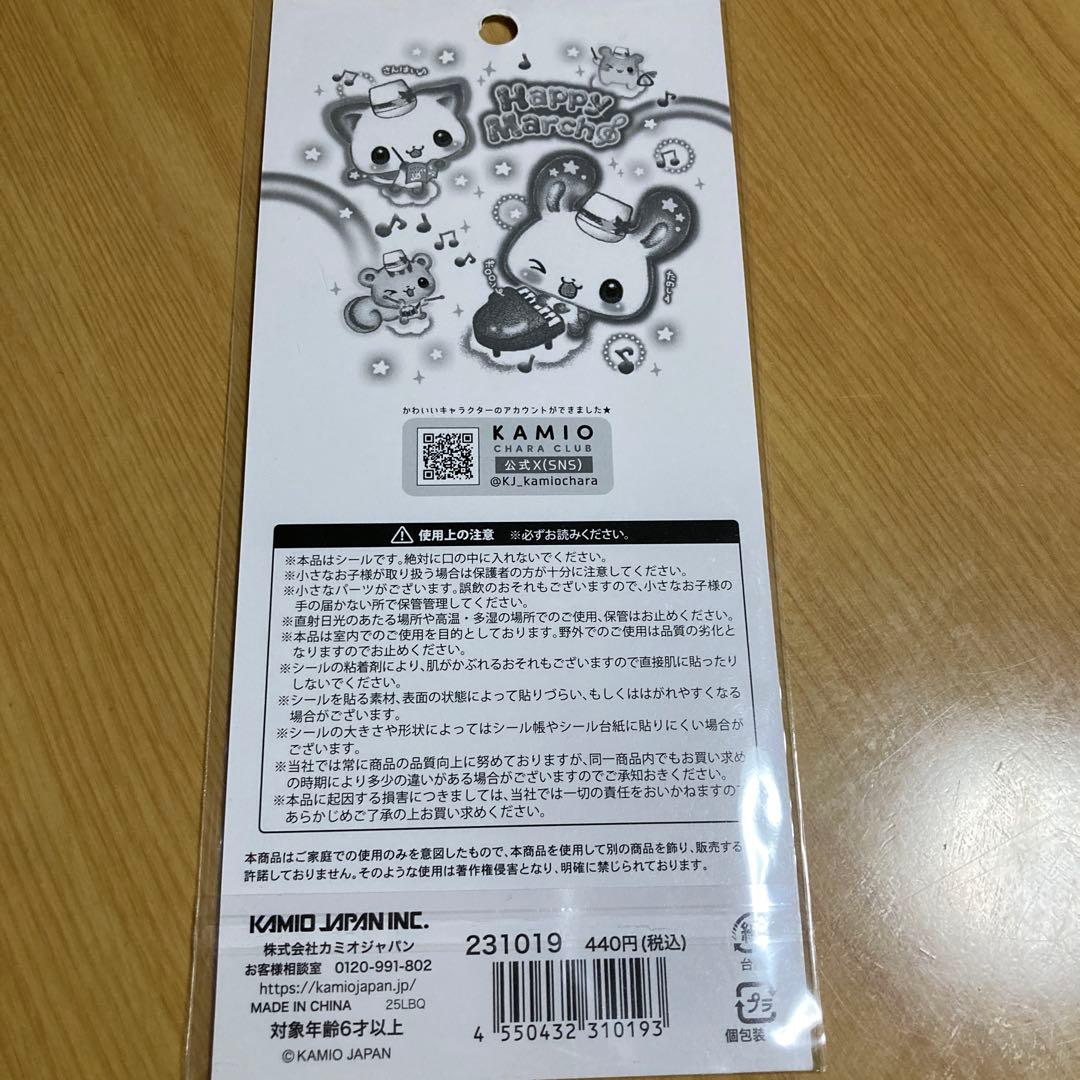 さんはいっ♪
Happy
March
ポロロン
たのしー
かわいいキャラクターのアカウントができました★
KAMIO
CHARA CLUB
公式X(SNS)
@KJ_kamiochara
使用上の注意 ※必ずお読みください。
※本品はシールです。絶対に口の中に入れないでください。
※小さなお子様が取り扱う場合は保護者の方が十分に注意してください。
※小さなパーツがございます。誤飲のおそれもございますので、小さなお子様の
手の届かない所で保管管理してください。
※直射日光のあたる場所や高温・多湿の場所でのご使用、保管はお止めください。
※本品は室内でのご使用を目的としております。野外でのご使用は品質の劣化と
なりますのでお止めください。
※シールの粘着剤により、肌がかぶれるおそれもございますので直接肌に貼ったり
しないでください。
※シールを貼る素材、表面の状態によって貼りづらい、もしくははがれやすくなる
場合がございます。
※シールの大きさや形状によってはシール帳やシール台紙に貼りにくい場合が
ございます。
※当社では常に商品の品質向上に努めておりますが、同一商品内でもお買い求め
の時期により多少の違いがある場合がございますのでご承知おきください。
※本品に起因する損害につきましては、当社では一切の責任をおいかねますので
あらかじめご了承の上お買い求めください。
本商品はご家庭での使用のみを意図したもので、本商品を使用して別の商品を飾り、販売する
許諾しておりません。そのような使用は著作権侵害となり、明確に禁じられております。
KAMIO JAPAN INC.
株式会社カミオジャパン
お客様相談室 0120-991-802
https://kamiojapan.jp/
MADE IN CHINA 25LBQ
対象年齢6才以上
©KAMIO JAPAN
231019 440円(税込)
4 550432 310193
紙
台
プラ
個包装